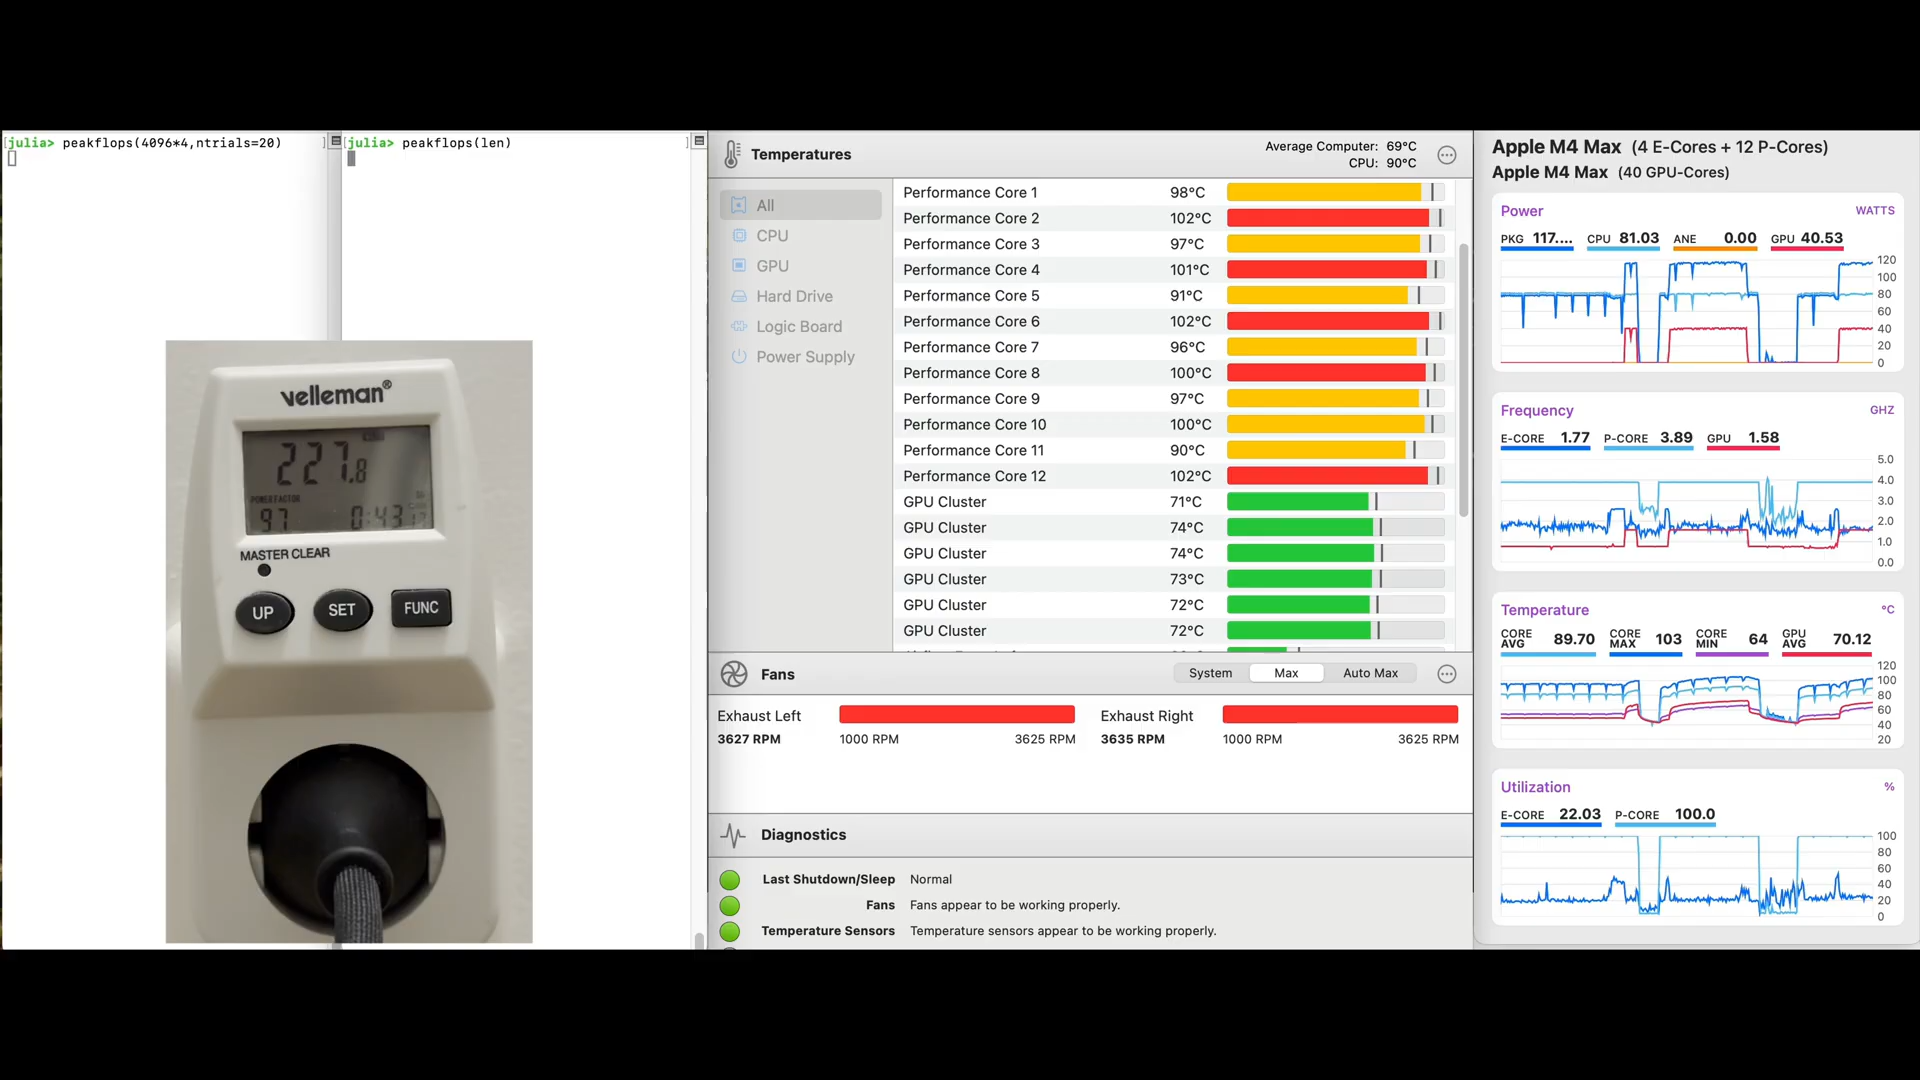 [julia> peakflops(4096*4,ntrials=20) ]
[julia> peakflops(len) ]
velleman®
227.8
POWERFACTOR
97
MASTER CLEAR
UP
SET
FUNC
Temperatures
Average Computer: 69°C
CPU: 90°C
All
CPU
GPU
Hard Drive
Logic Board
Power Supply
Performance Core 1 98°C
Performance Core 2 102°C
Performance Core 3 97°C
Performance Core 4 101°C
Performance Core 5 91°C
Performance Core 6 102°C
Performance Core 7 96°C
Performance Core 8 100°C
Performance Core 9 97°C
Performance Core 10 100°C
Performance Core 11 90°C
Performance Core 12 102°C
GPU Cluster 71°C
GPU Cluster 74°C
GPU Cluster 74°C
GPU Cluster 73°C
GPU Cluster 72°C
GPU Cluster 72°C
Fans
System Max Auto Max
Exhaust Left
3627 RPM 1000 RPM 3625 RPM
Exhaust Right
3635 RPM 1000 RPM 3625 RPM
Diagnostics
Last Shutdown/Sleep Normal
Fans Fans appear to be working properly.
Temperature Sensors Temperature sensors appear to be working properly.
Apple M4 Max (4 E-Cores + 12 P-Cores)
Apple M4 Max (40 GPU-Cores)
Power WATTS
PKG 117.... CPU 81.03 ANE 0.00 GPU 40.53
120
100
80
60
40
20
0
Frequency GHZ
E-CORE 1.77 P-CORE 3.89 GPU 1.58
5.0
4.0
3.0
2.0
1.0
0.0
Temperature °C
CORE AVG 89.70 CORE MAX 103 CORE MIN 64 GPU AVG 70.12
120
100
80
60
40
20
Utilization %
E-CORE 22.03 P-CORE 100.0
100
80
60
40
20
0